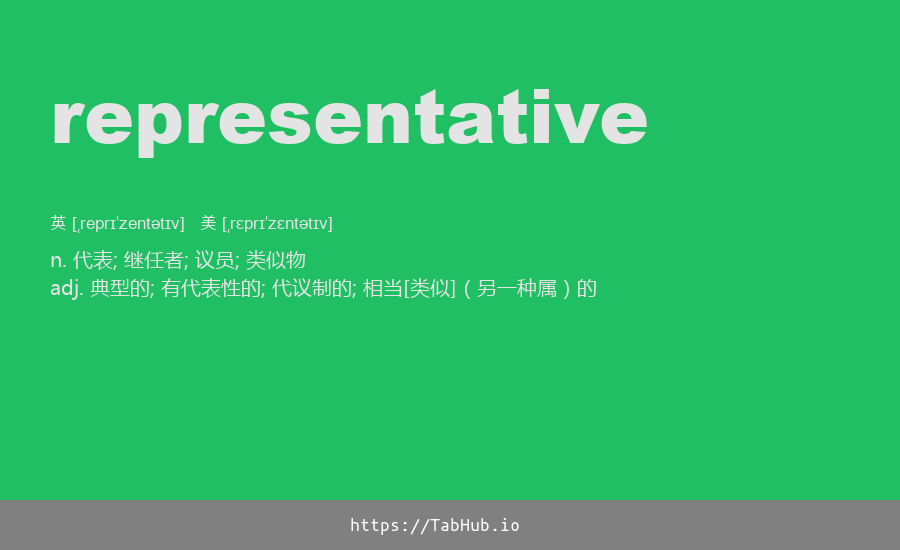 representative
英 [ˌreprɪˈzentətɪv] 美 [ˌrɛprɪˈzɛntətɪv]
n. 代表; 继任者; 议员; 类似物
adj. 典型的; 有代表性的; 代议制的; 相当[类似]（另一种属）的
https://TabHub.io